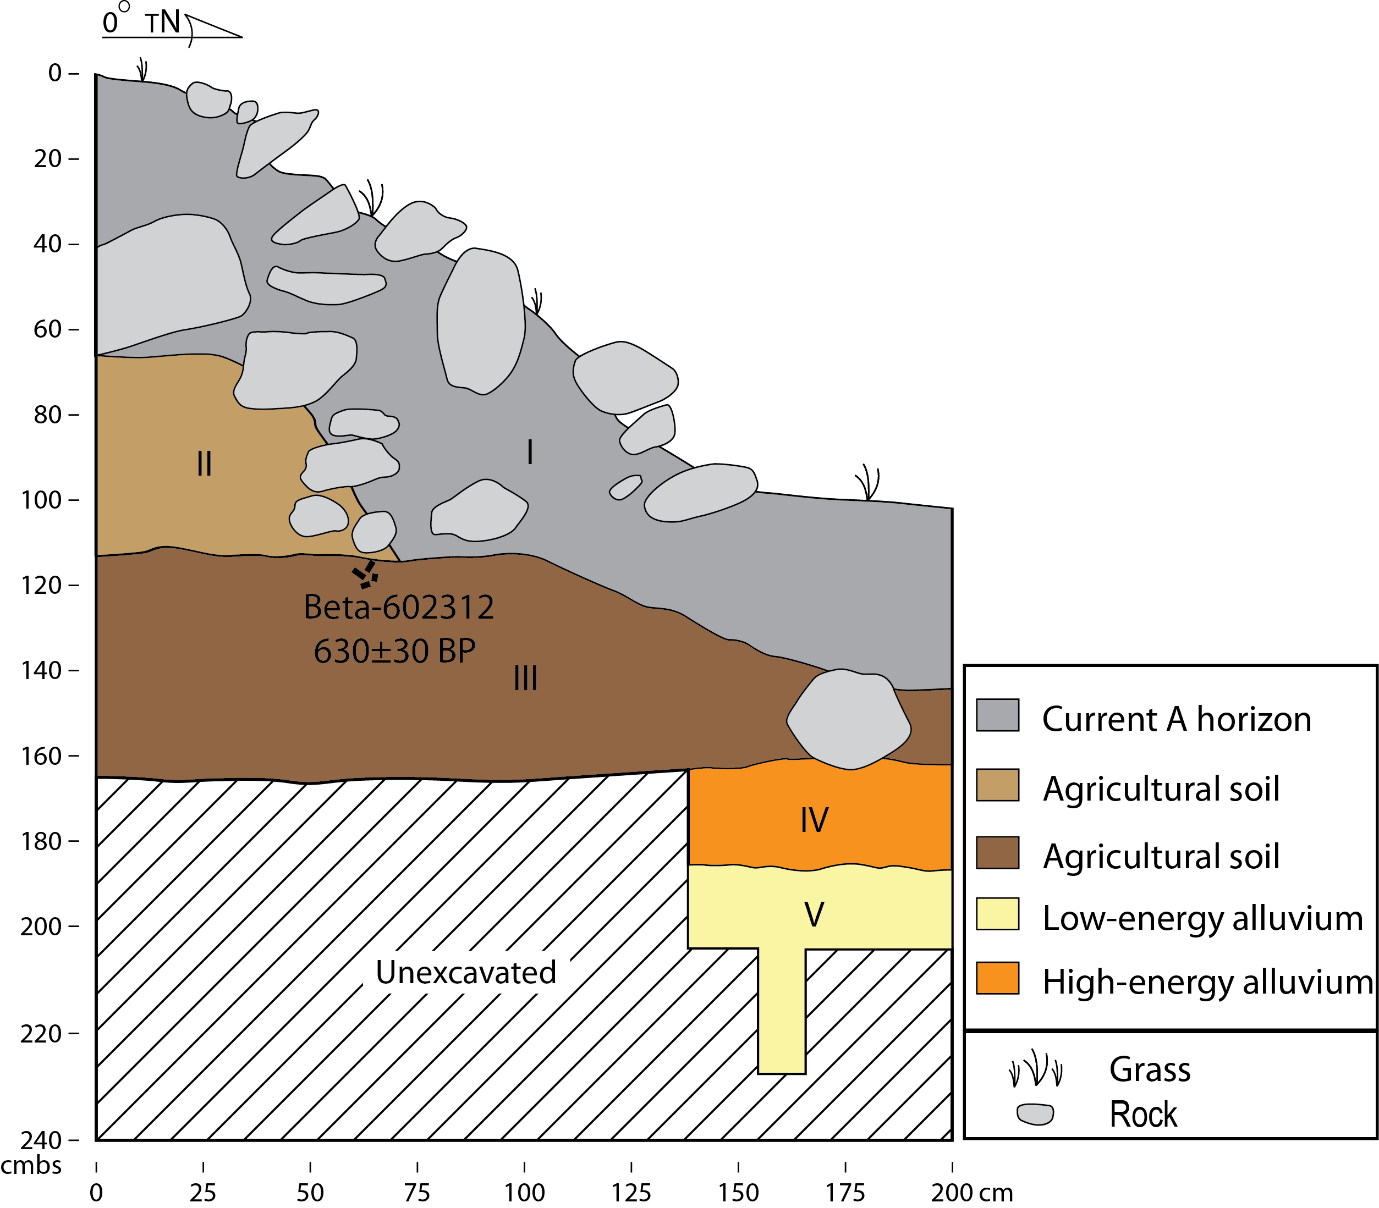 0° TN
0
20
40
60
80
100
120
140
160
180
200
220
240
cmbs
I
II
Beta-602312
630±30 BP
III
IV
V
Unexcavated
0 25 50 75 100 125 150 175 200 cm
Current A horizon
Agricultural soil
Agricultural soil
Low-energy alluvium
High-energy alluvium
Grass
Rock